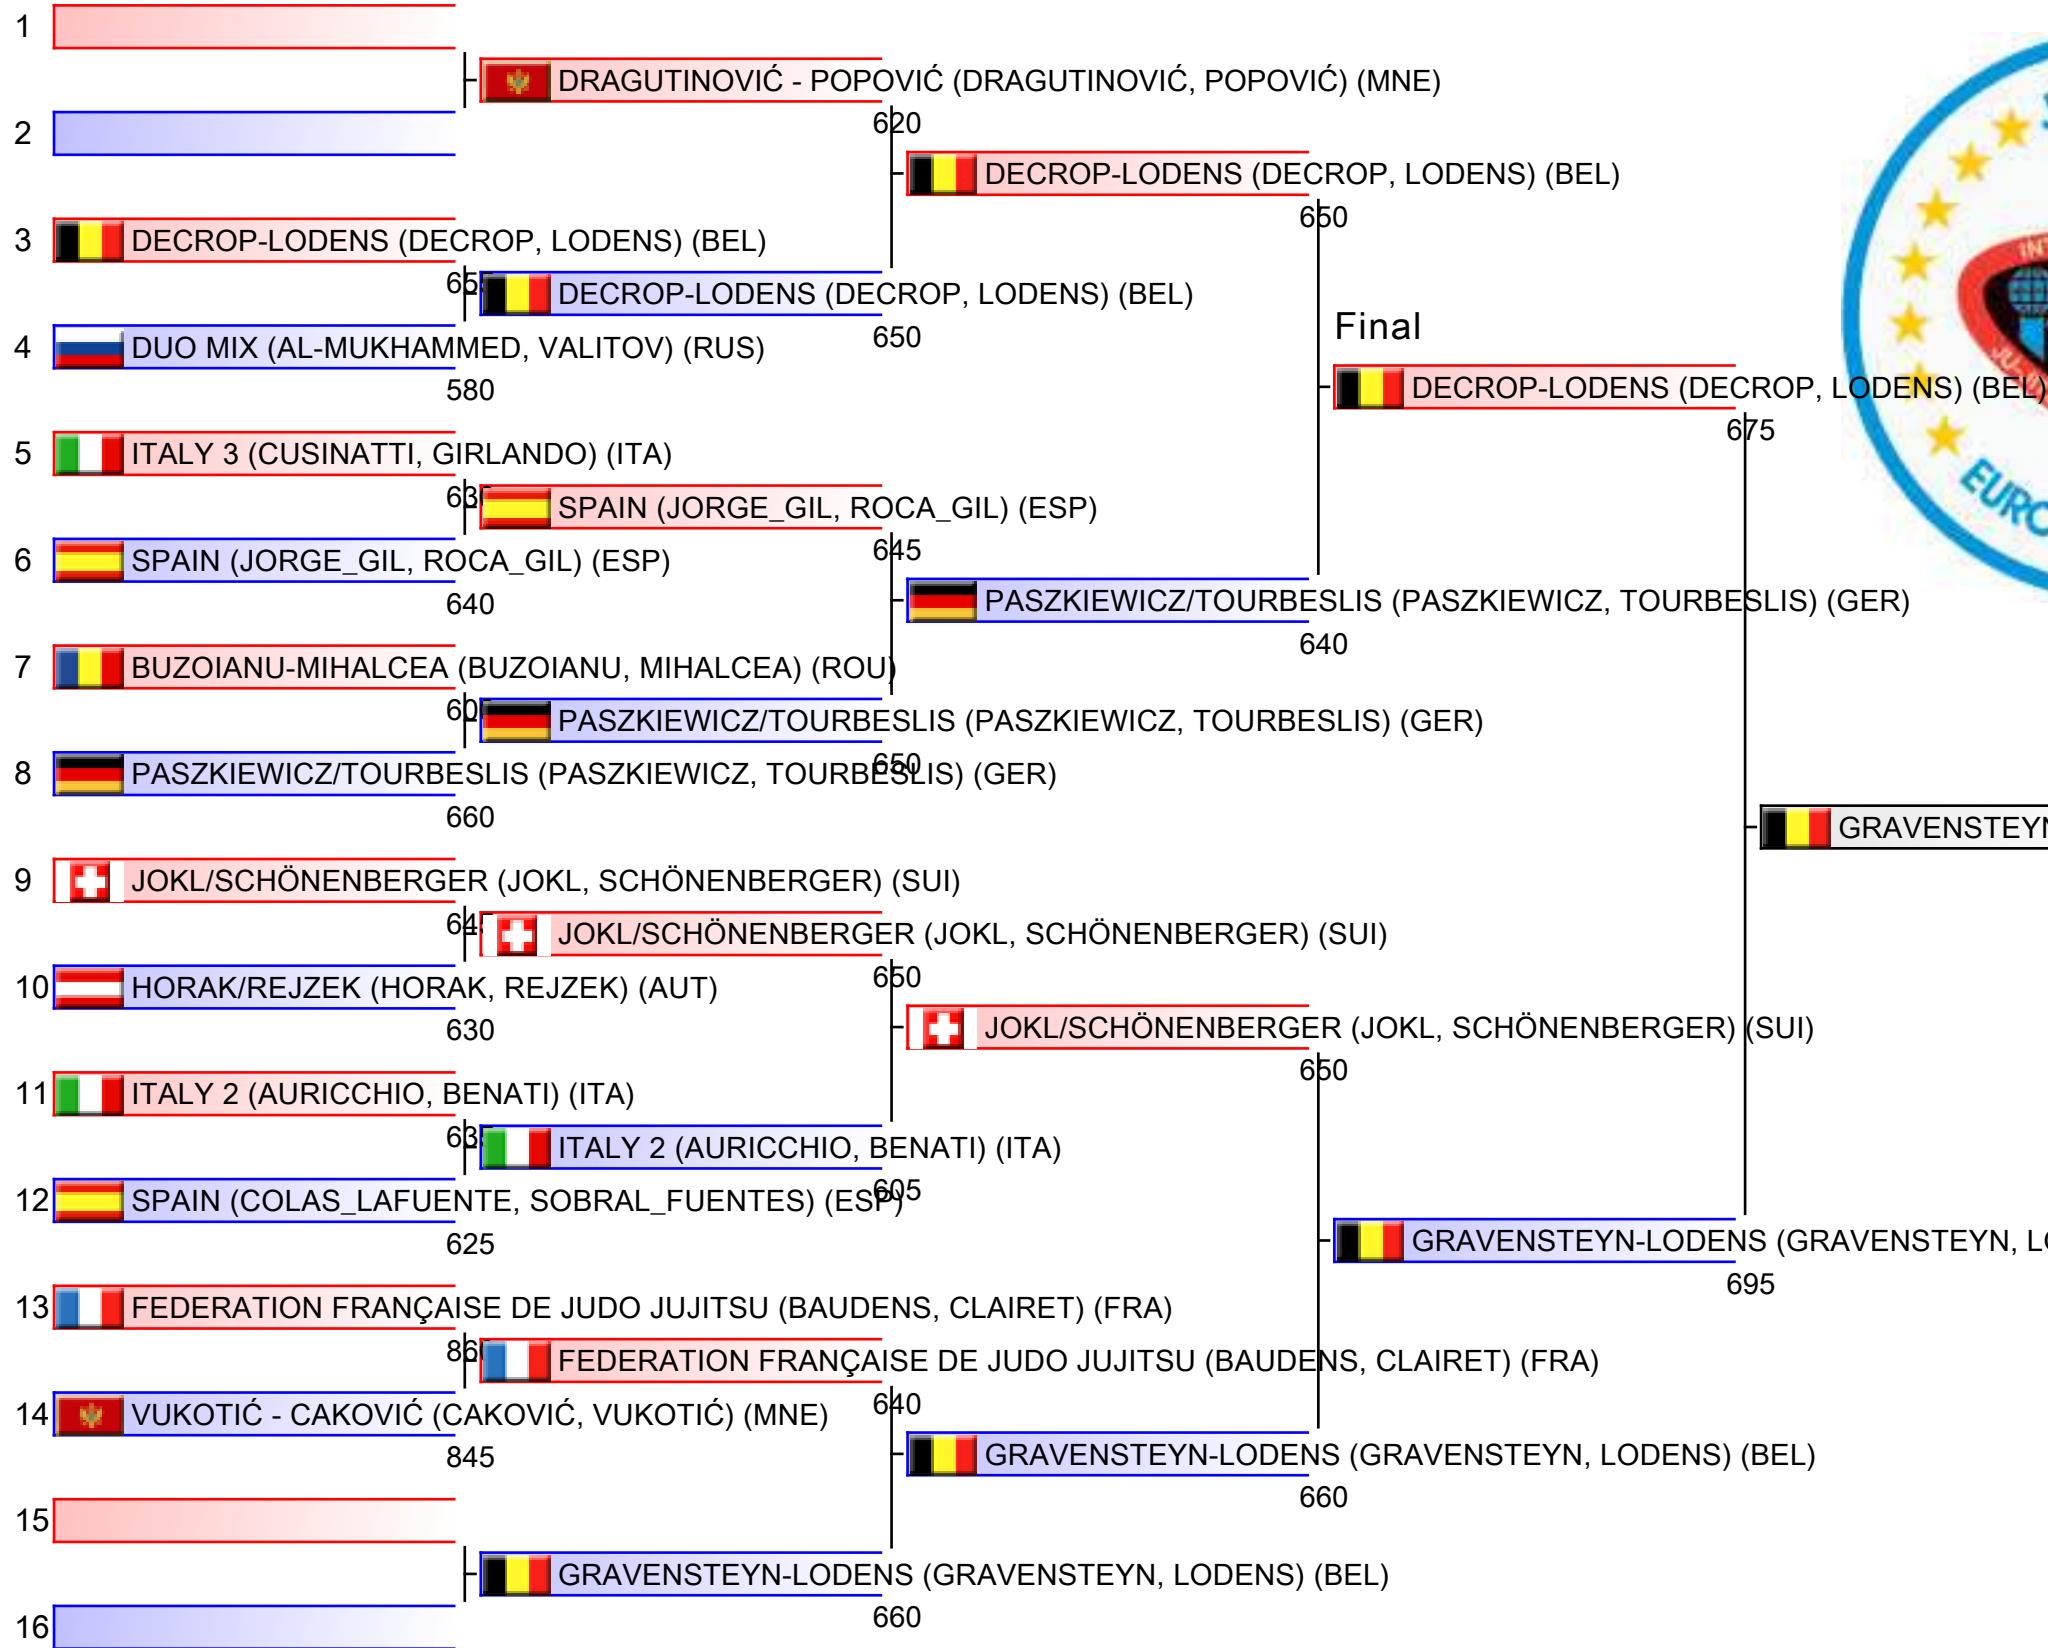 1
DRAGUTINOVIĆ - POPOVIĆ (DRAGUTINOVIĆ, POPOVIĆ) (MNE)
620
2
DECROP-LODENS (DECROP, LODENS) (BEL)
650
3 DECROP-LODENS (DECROP, LODENS) (BEL)
DECROP-LODENS (DECROP, LODENS) (BEL)
650
4 DUO MIX (AL-MUKHAMMED, VALITOV) (RUS)
580
Final
DECROP-LODENS (DECROP, LODENS) (BEL)
675
5 ITALY 3 (CUSINATTI, GIRLANDO) (ITA)
SPAIN (JORGE_GIL, ROCA_GIL) (ESP)
645
6 SPAIN (JORGE_GIL, ROCA_GIL) (ESP)
640
PASZKIEWICZ/TOURBESLIS (PASZKIEWICZ, TOURBESLIS) (GER)
640
7 BUZOIANU-MIHALCEA (BUZOIANU, MIHALCEA) (ROU)
PASZKIEWICZ/TOURBESLIS (PASZKIEWICZ, TOURBESLIS) (GER)
650
8 PASZKIEWICZ/TOURBESLIS (PASZKIEWICZ, TOURBESLIS) (GER)
660
GRAVENSTEYN
9 JOKL/SCHÖNENBERGER (JOKL, SCHÖNENBERGER) (SUI)
JOKL/SCHÖNENBERGER (JOKL, SCHÖNENBERGER) (SUI)
650
10 HORAK/REJZEK (HORAK, REJZEK) (AUT)
630
JOKL/SCHÖNENBERGER (JOKL, SCHÖNENBERGER) (SUI)
650
11 ITALY 2 (AURICCHIO, BENATI) (ITA)
ITALY 2 (AURICCHIO, BENATI) (ITA)
605
12 SPAIN (COLAS_LAFUENTE, SOBRAL_FUENTES) (ESP)
625
GRAVENSTEYN-LODENS (GRAVENSTEYN,
695
13 FEDERATION FRANÇAISE DE JUDO JUJITSU (BAUDENS, CLAIRET) (FRA)
FEDERATION FRANÇAISE DE JUDO JUJITSU (BAUDENS, CLAIRET) (FRA)
640
14 VUKOTIĆ - CAKOVIĆ (CAKOVIĆ, VUKOTIĆ) (MNE)
845
GRAVENSTEYN-LODENS (GRAVENSTEYN, LODENS) (BEL)
660
15
GRAVENSTEYN-LODENS (GRAVENSTEYN, LODENS) (BEL)
660
16